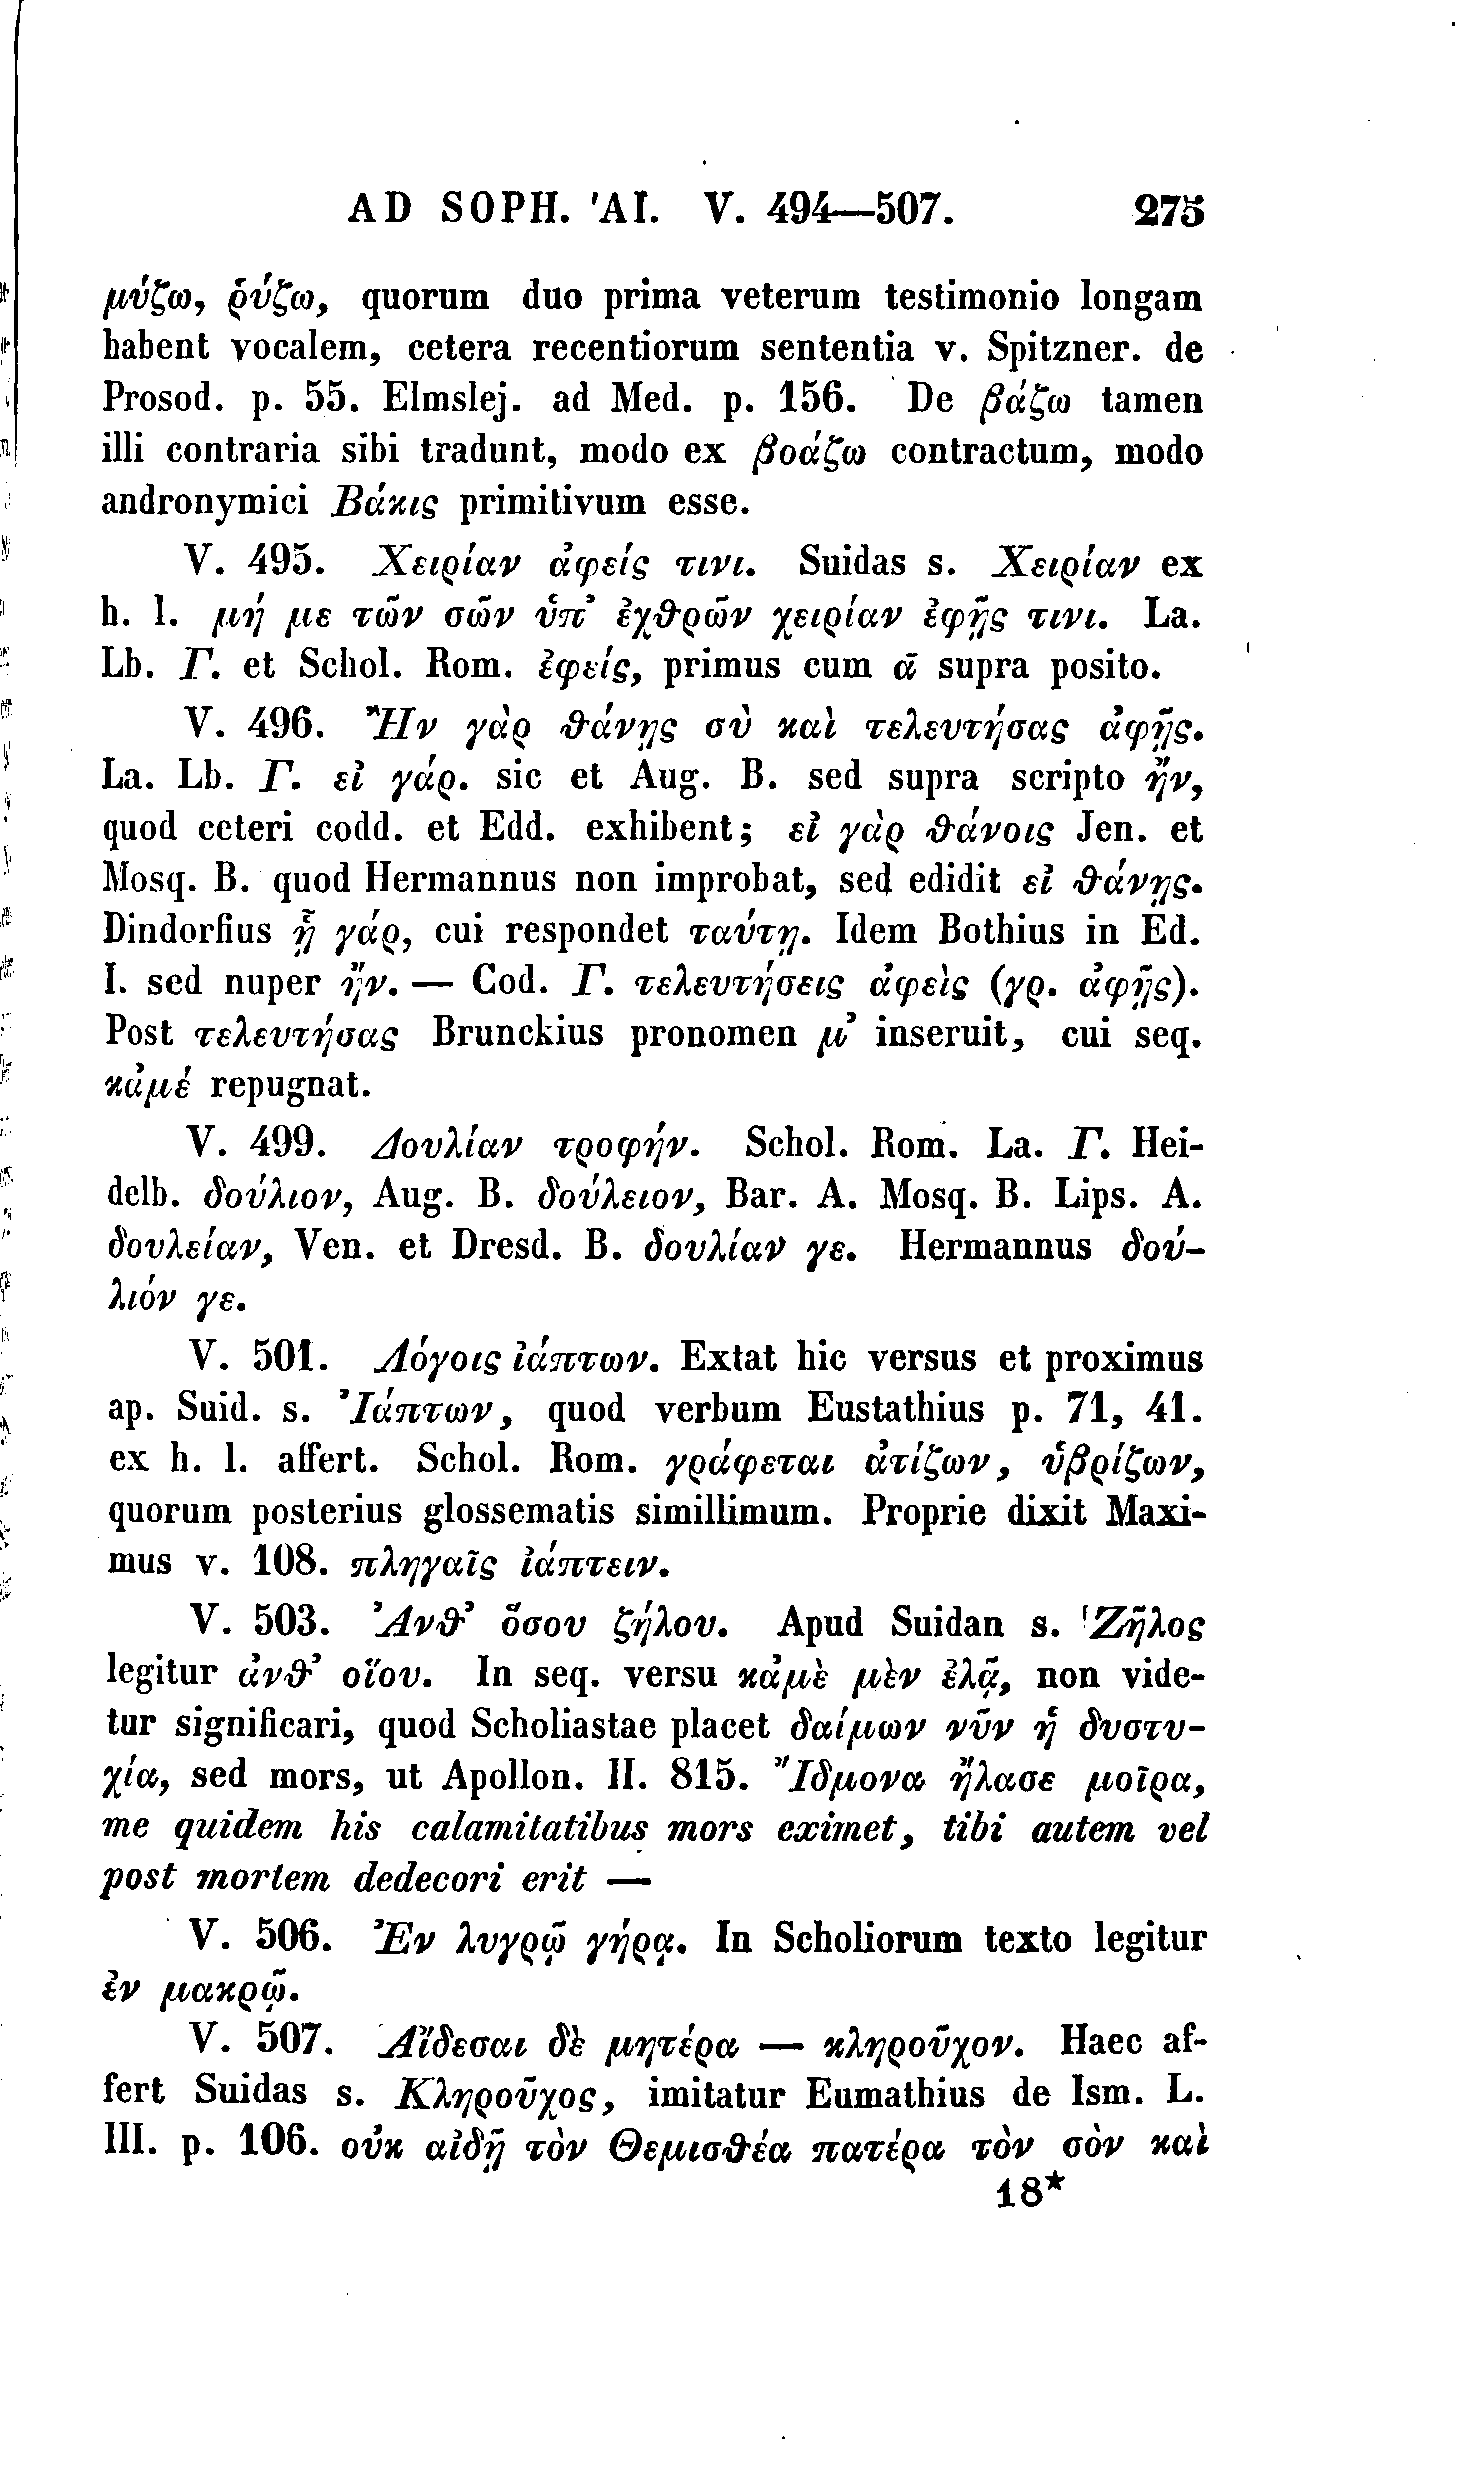 AD SOPH. 'AI. V. 494—507. 275
μύζω, ῥύζω, quorum duo prima veterum testimonio longam
habent vocalem, cetera recentiorum sententia v. Spitzner. de
Prosod. p. 55. Elmslej. ad Med. p. 156. De βάζω tamen
illi contraria sibi tradunt, modo ex βοάζω contractum, modo
andronymici Βάκις primitivum esse.
V. 495. Χειρίαν ἀφείς τινι. Suidas s. Χειρίαν ex
h. l. μή με τῶν σῶν ὑπ' ἐχθρῶν χειρίαν ἐφῇς τινι. La.
Lb. Γ. et Schol. Rom. ἐφείς, primus cum ᾱ supra posito.
V. 496. Ἢν γὰρ θάνῃς σὺ καὶ τελευτήσας ἀφῇς.
La. Lb. Γ. εἰ γάρ. sic et Aug. B. sed supra scripto ἤν,
quod ceteri codd. et Edd. exhibent; εἰ γὰρ θάνοις Jen. et
Mosq. B. quod Hermannus non improbat, sed edidit εἰ θάνῃς.
Dindorfius ᾗ γάρ, cui respondet ταύτῃ. Idem Bothius in Ed.
I. sed nuper ἤν. — Cod. Γ. τελευτήσεις ἀφεὶς (γρ. ἀφῇς).
Post τελευτήσας Brunckius pronomen μ' inseruit, cui seq.
κἀμέ repugnat.
V. 499. Δουλίαν τροφήν. Schol. Rom. La. Γ. Hei-
delb. δούλιον, Aug. B. δούλειον, Bar. A. Mosq. B. Lips. A.
δουλείαν, Ven. et Dresd. B. δουλίαν γε. Hermannus δού-
λιόν γε.
V. 501. Λόγοις ἰάπτων. Extat hic versus et proximus
ap. Suid. s. Ἰάπτων, quod verbum Eustathius p. 71, 41.
ex h. l. affert. Schol. Rom. γράφεται ἀτίζων, ὑβρίζων,
quorum posterius glossematis simillimum. Proprie dixit Maxi-
mus v. 108. πληγαῖς ἰάπτειν.
V. 503. Ἀνθ' ὅσου ζήλου. Apud Suidan s. Ζῆλος
legitur ἀνθ' οἵου. In seq. versu κἀμὲ μὲν ἐλᾷ, non vide-
tur significari, quod Scholiastae placet δαίμων νῦν ἡ δυστυ-
χία, sed mors, ut Apollon. II. 815. Ἴδμονα ἤλασε μοῖρα,
me quidem his calamitatibus mors eximet, tibi autem vel
post mortem dedecori erit —
V. 506. Ἐν λυγρῷ γήρᾳ. In Scholiorum texto legitur
ἐν μακρῷ.
V. 507. Αἴδεσαι δὲ μητέρα — κληροῦχον. Haec af-
fert Suidas s. Κληροῦχος, imitatur Eumathius de Ism. L.
III. p. 106. οὐκ αἰδῇ τὸν Θεμισθέα πατέρα τὸν σὸν καὶ
18*